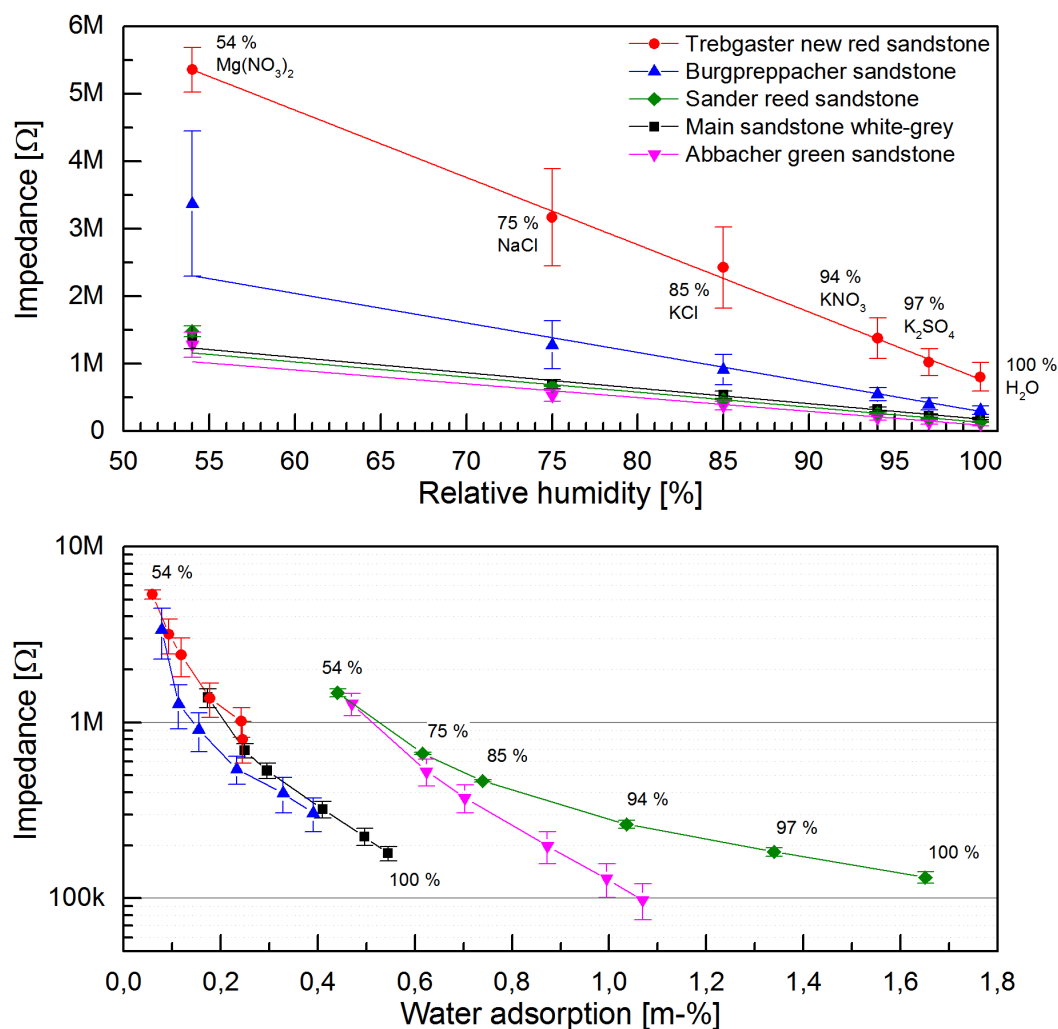 6M
5M
4M
3M
2M
1M
0
Impedance [Ω]
54 %
Mg(NO₃)₂
Trebgaster new red sandstone
Burgpreppacher sandstone
Sander reed sandstone
Main sandstone white-grey
Abbacher green sandstone
75 %
NaCl
85 %
KCl
94 %
KNO₃
97 %
K₂SO₄
100 %
H₂O
50 55 60 65 70 75 80 85 90 95 100
Relative humidity [%]
10M
1M
100k
Impedance [Ω]
54 %
100 %
54 %
75 %
85 %
94 %
97 %
100 %
0,0 0,2 0,4 0,6 0,8 1,0 1,2 1,4 1,6 1,8
Water adsorption [m-%]